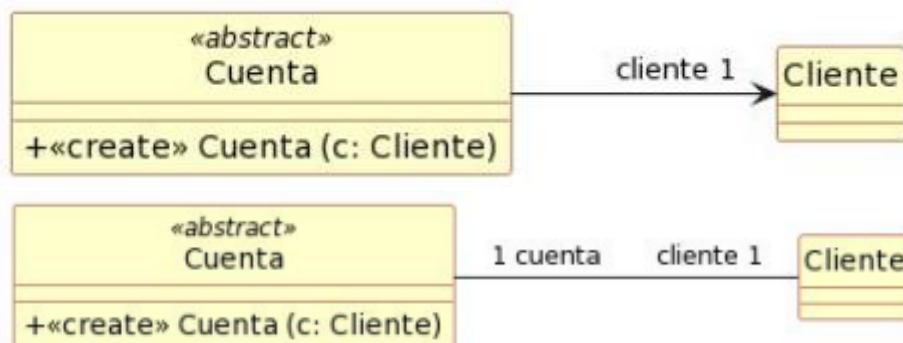 «abstract»
Cuenta
cliente 1
Cliente
+«create» Cuenta (c: Cliente)
«abstract»
Cuenta
1 cuenta
cliente 1
Cliente
+«create» Cuenta (c: Cliente)